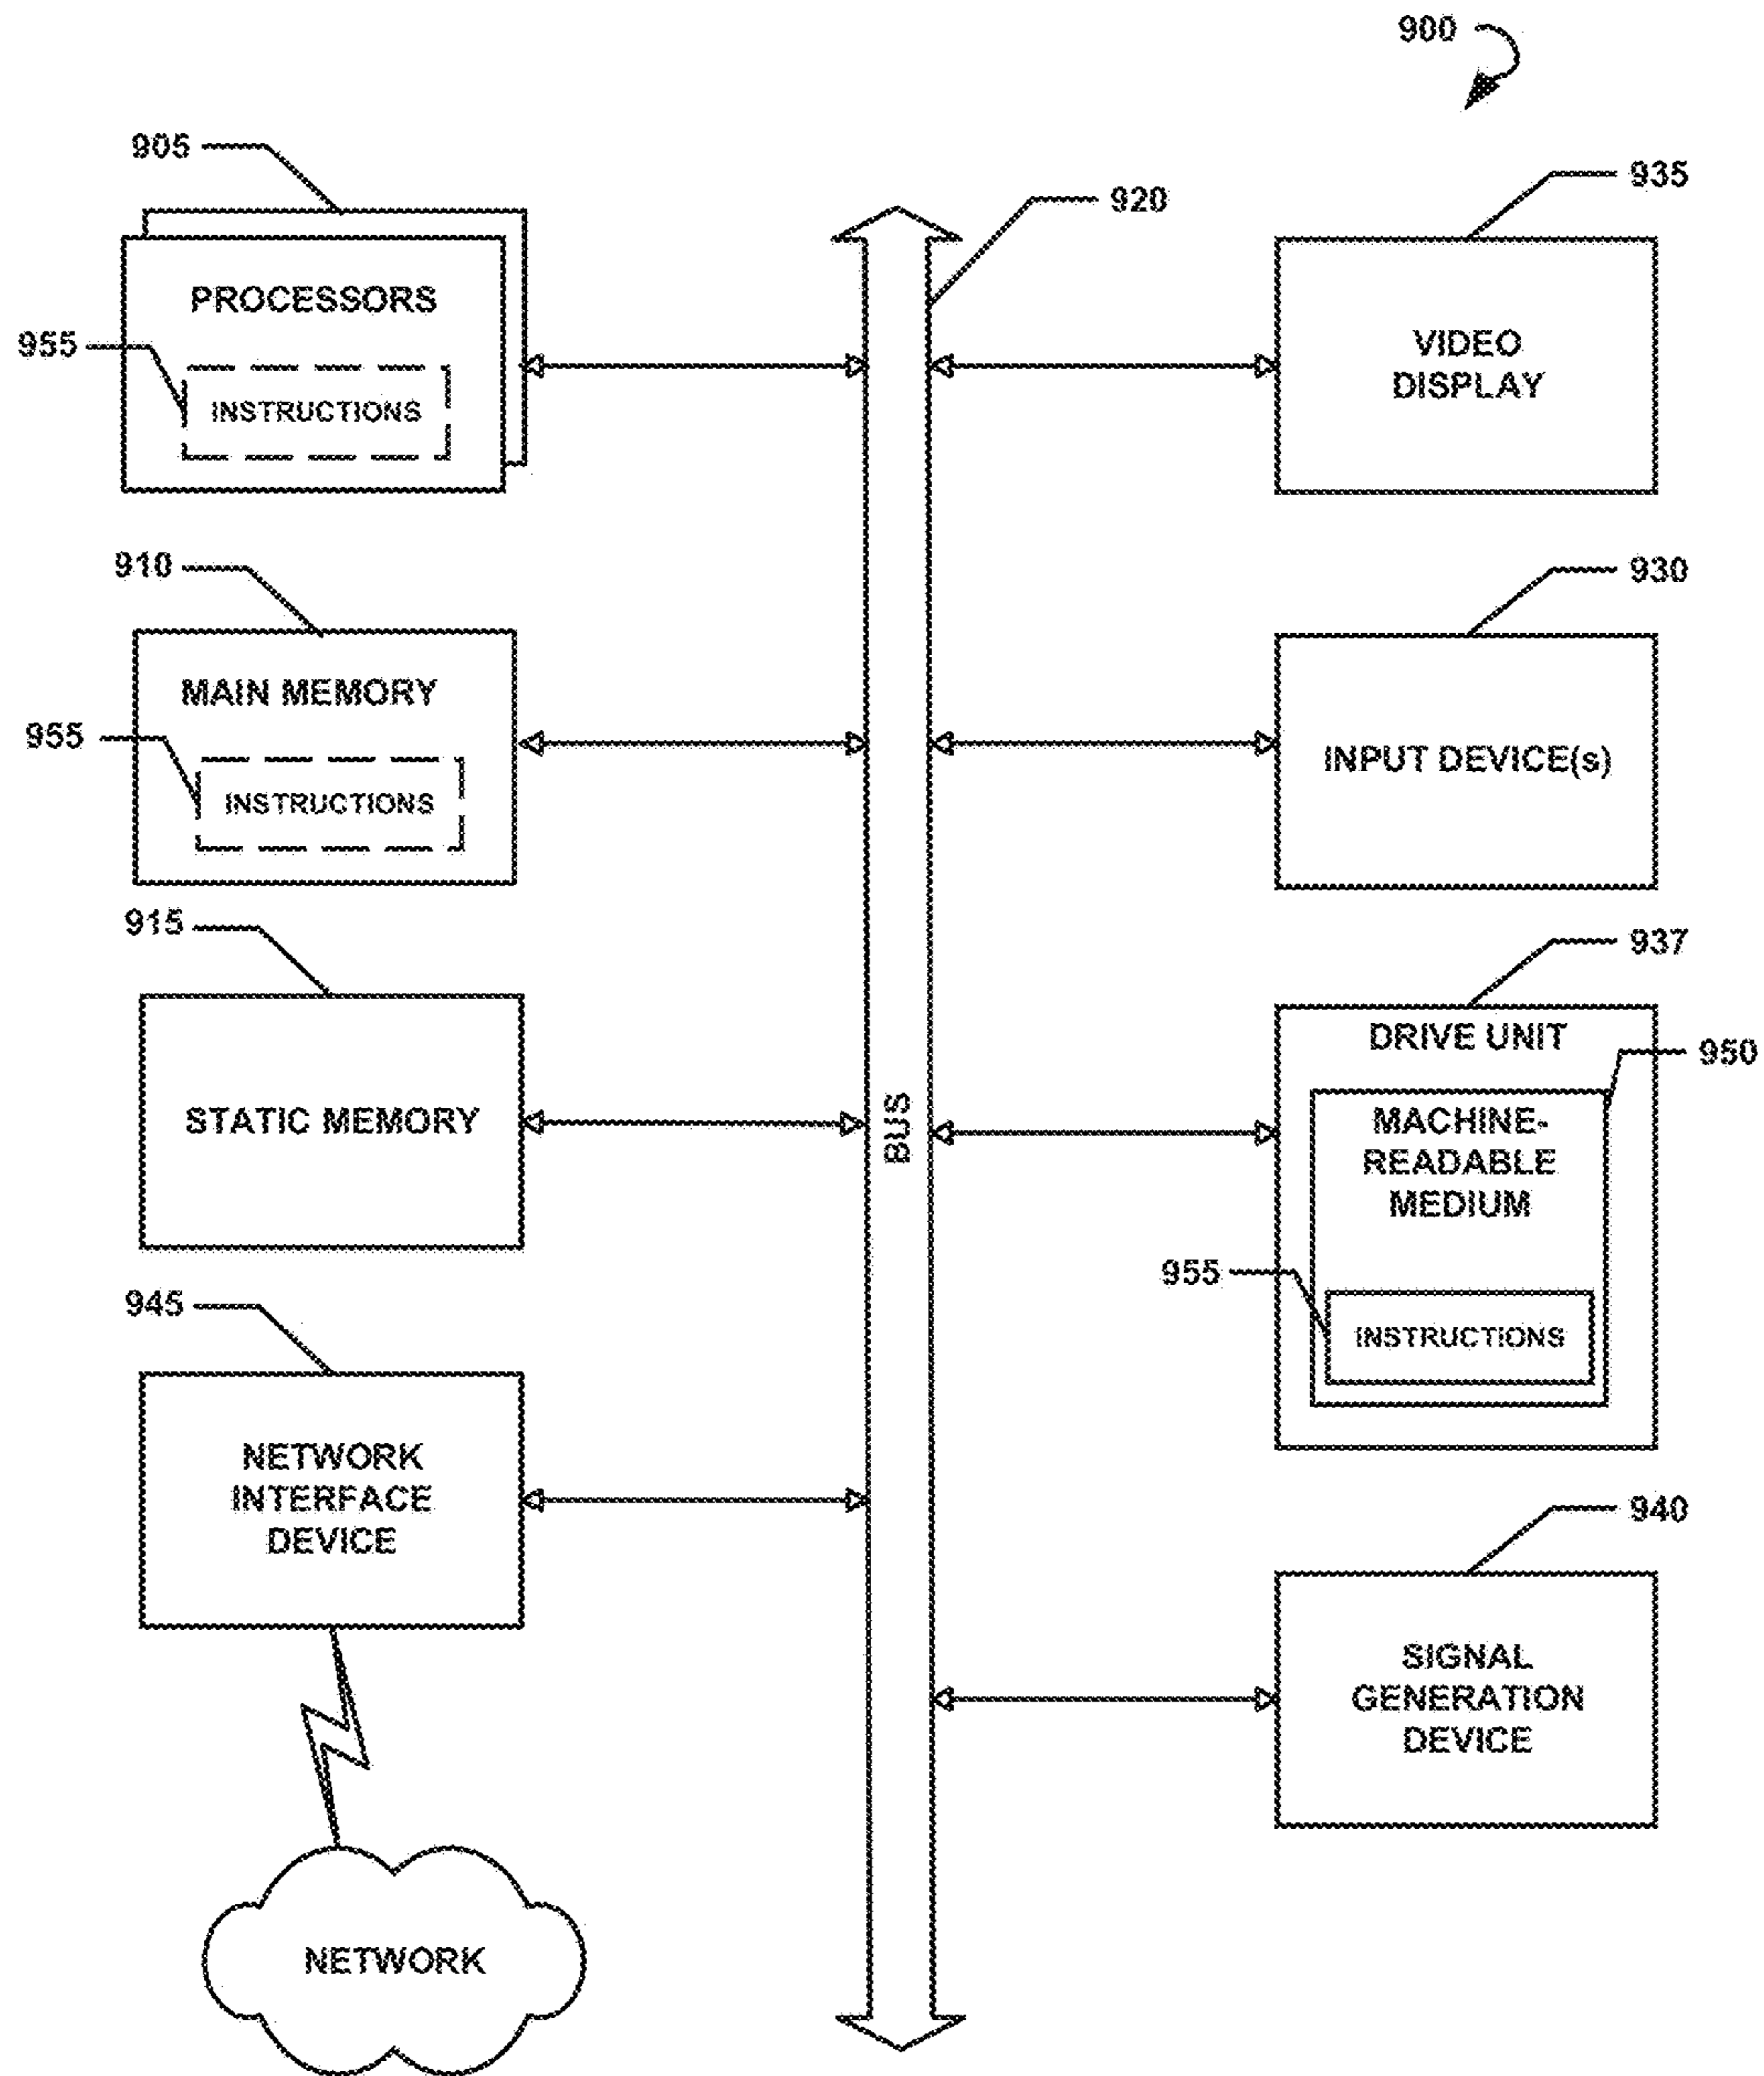 900
905
PROCESSORS
955
INSTRUCTIONS
910
MAIN MEMORY
955
INSTRUCTIONS
915
STATIC MEMORY
945
NETWORK
INTERFACE
DEVICE
NETWORK
920
BUS
935
VIDEO
DISPLAY
930
INPUT DEVICE(s)
937
DRIVE UNIT
950
MACHINE-
READABLE
MEDIUM
955
INSTRUCTIONS
940
SIGNAL
GENERATION
DEVICE